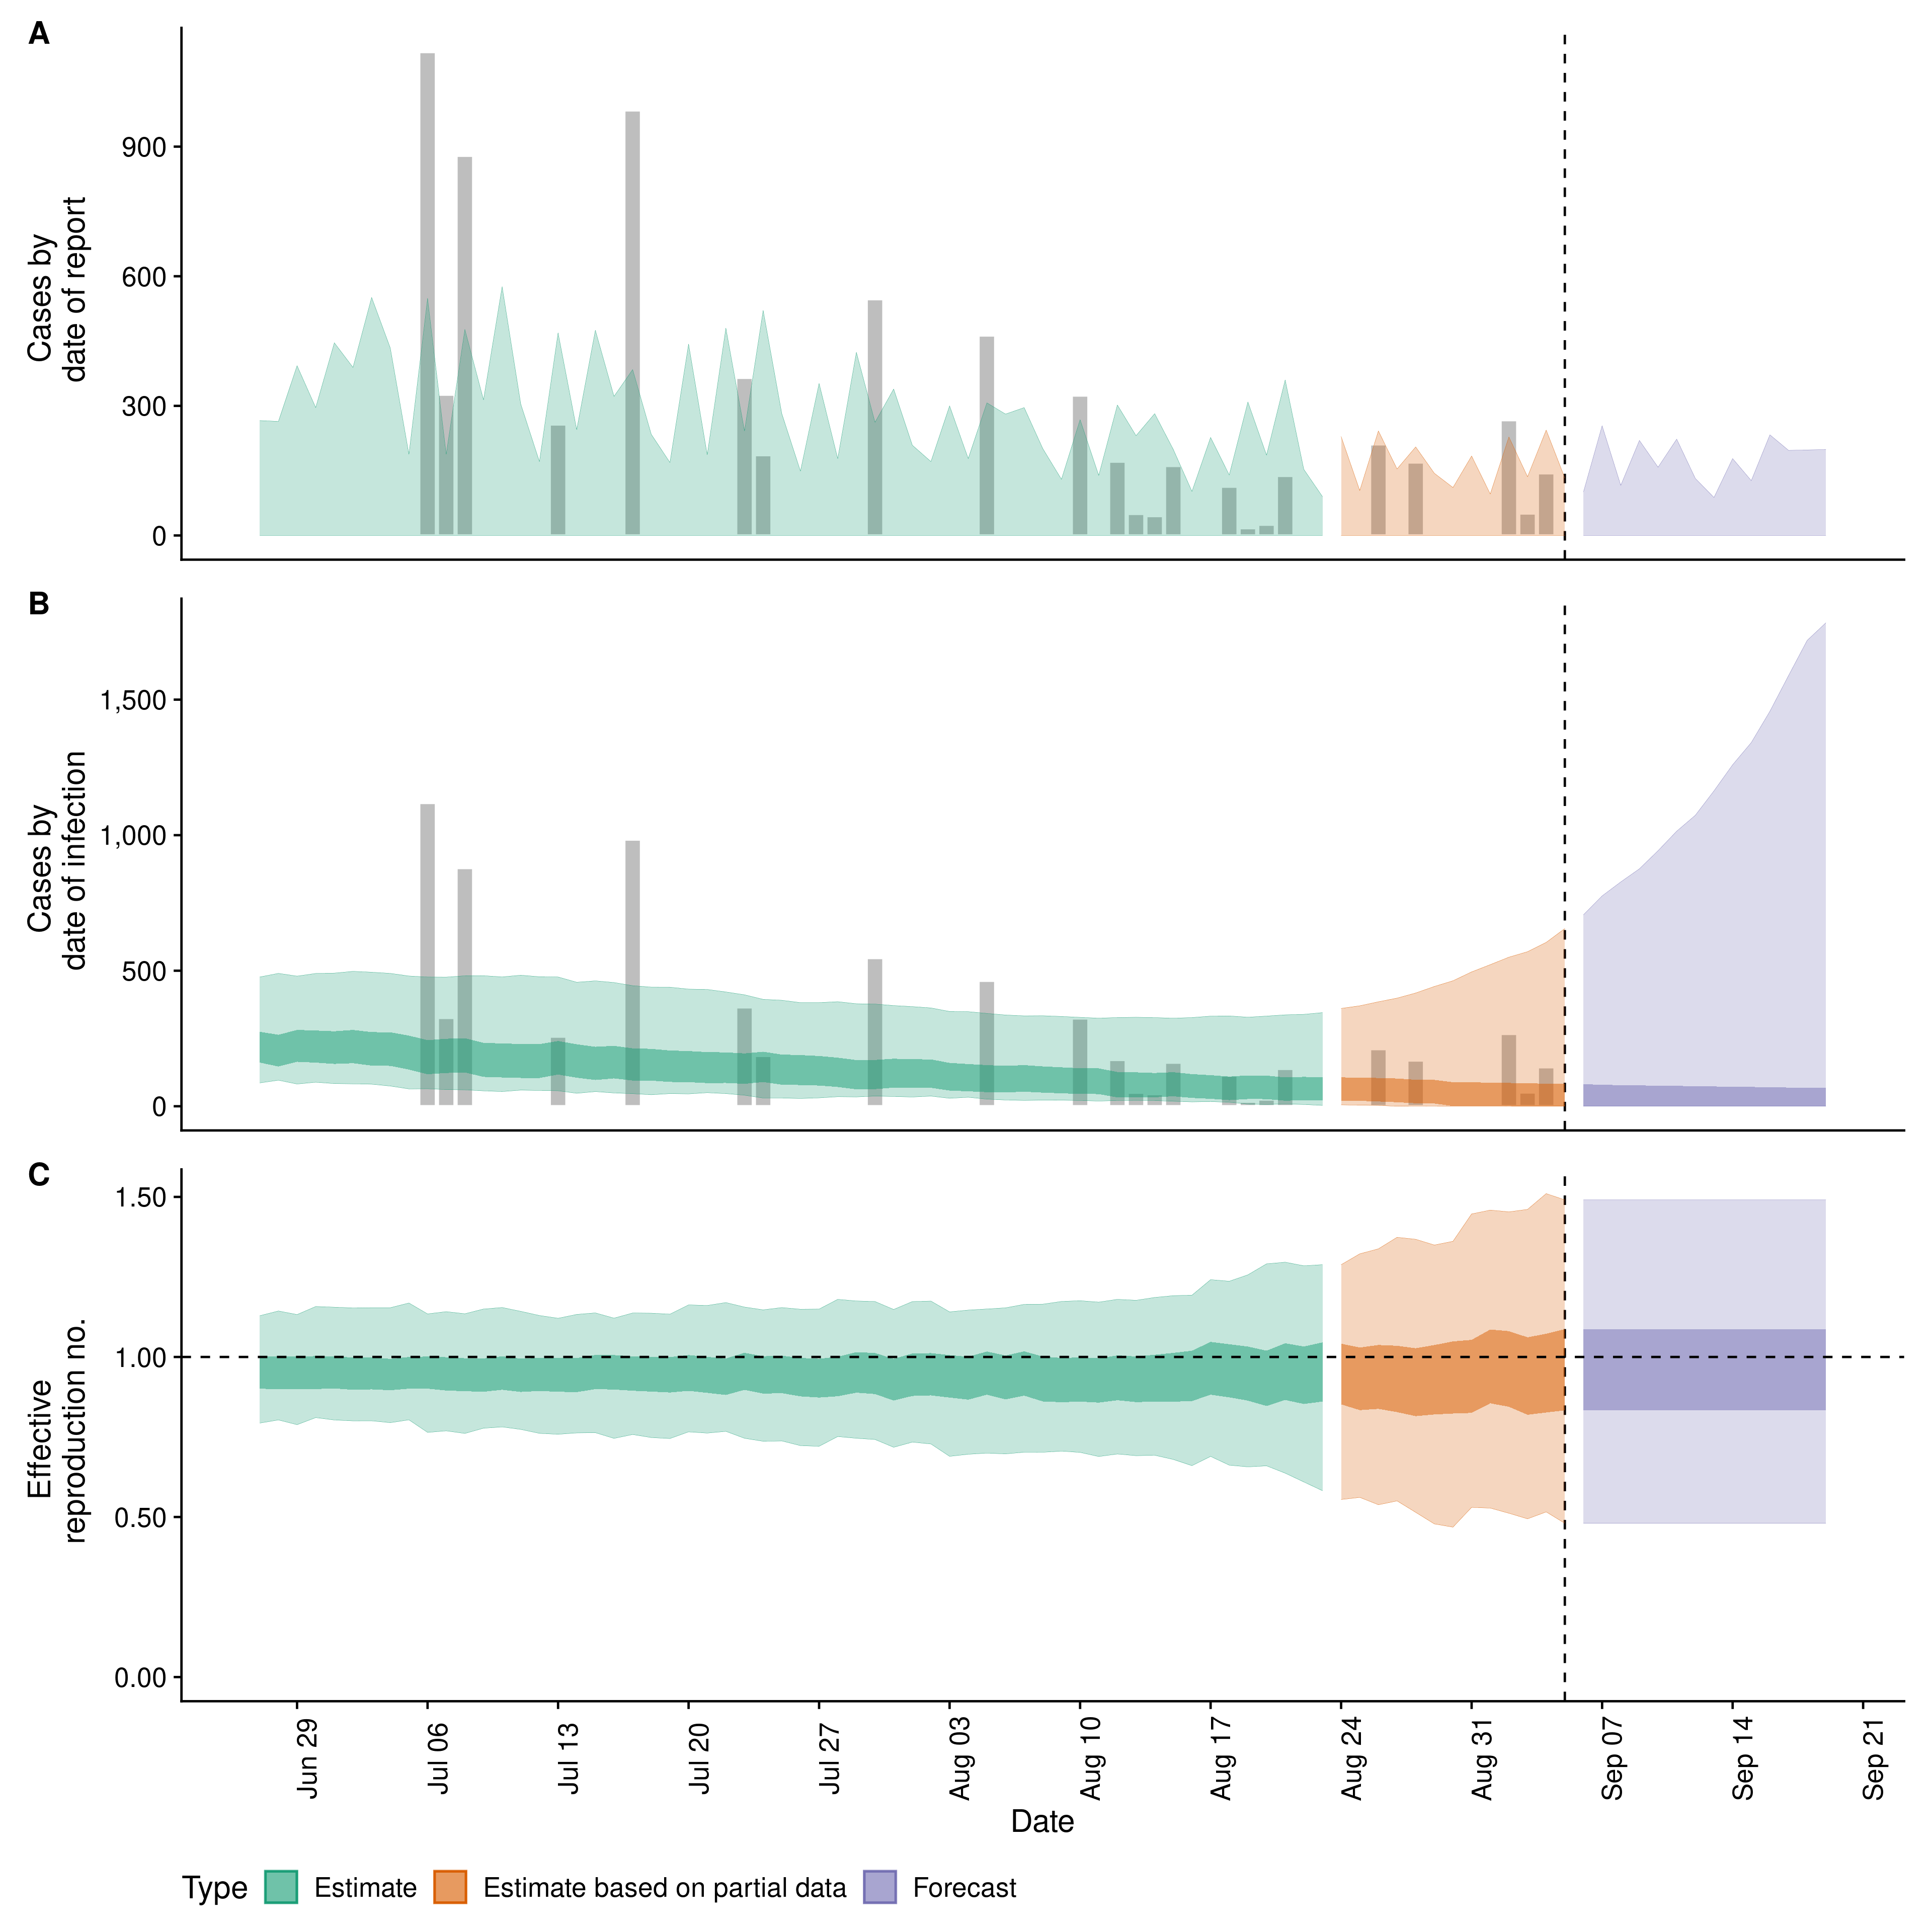 A
Cases by
date of report
900
600
300
0
B
Cases by
date of infection
1,500
1,000
500
0
C
Effective
reproduction no.
1.50
1.00
0.50
0.00
Jun 29
Jul 06
Jul 13
Jul 20
Jul 27
Aug 03
Aug 10
Aug 17
Aug 24
Aug 31
Sep 07
Sep 14
Sep 21
Date
Type Estimate Estimate based on partial data Forecast